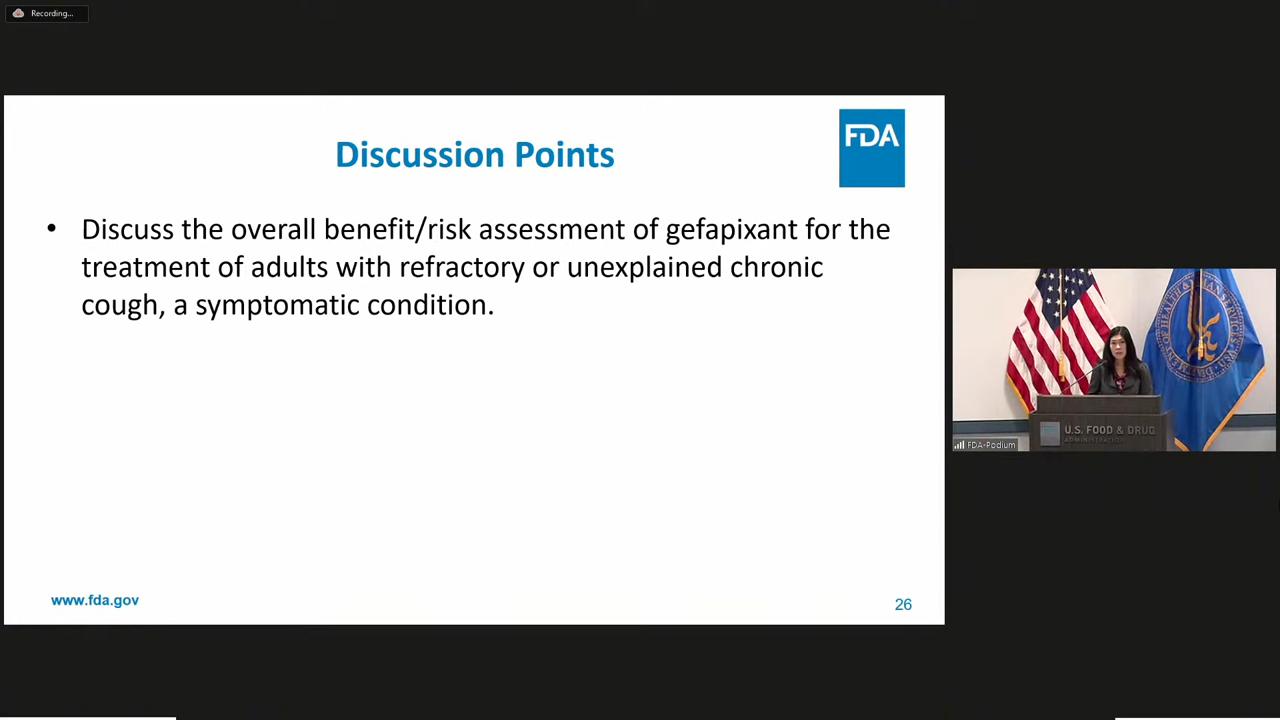 Recording...
Discussion Points
FDA
• Discuss the overall benefit/risk assessment of gefapixant for the
treatment of adults with refractory or unexplained chronic
cough, a symptomatic condition.
www.fda.gov
26
U.S. FOOD & DRUG
ADMINISTRATION
FDA-Podium